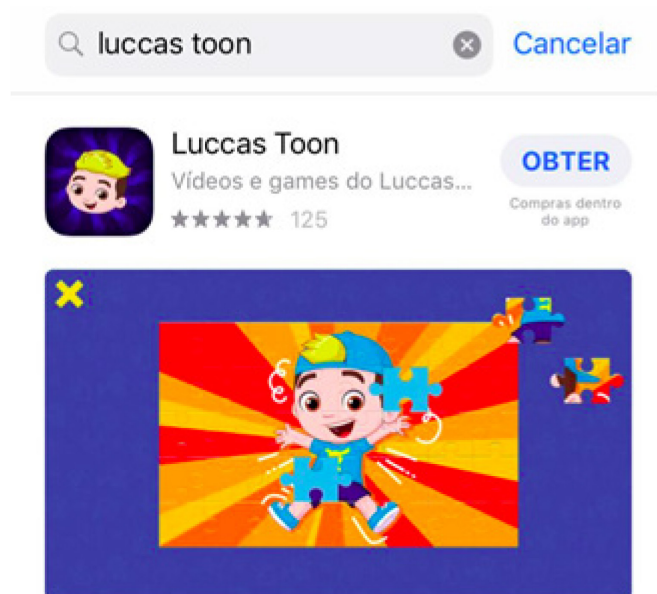 luccas toon
Cancelar
Luccas Toon
Vídeos e games do Luccas...
OBTER
125
Compras dentro
do app